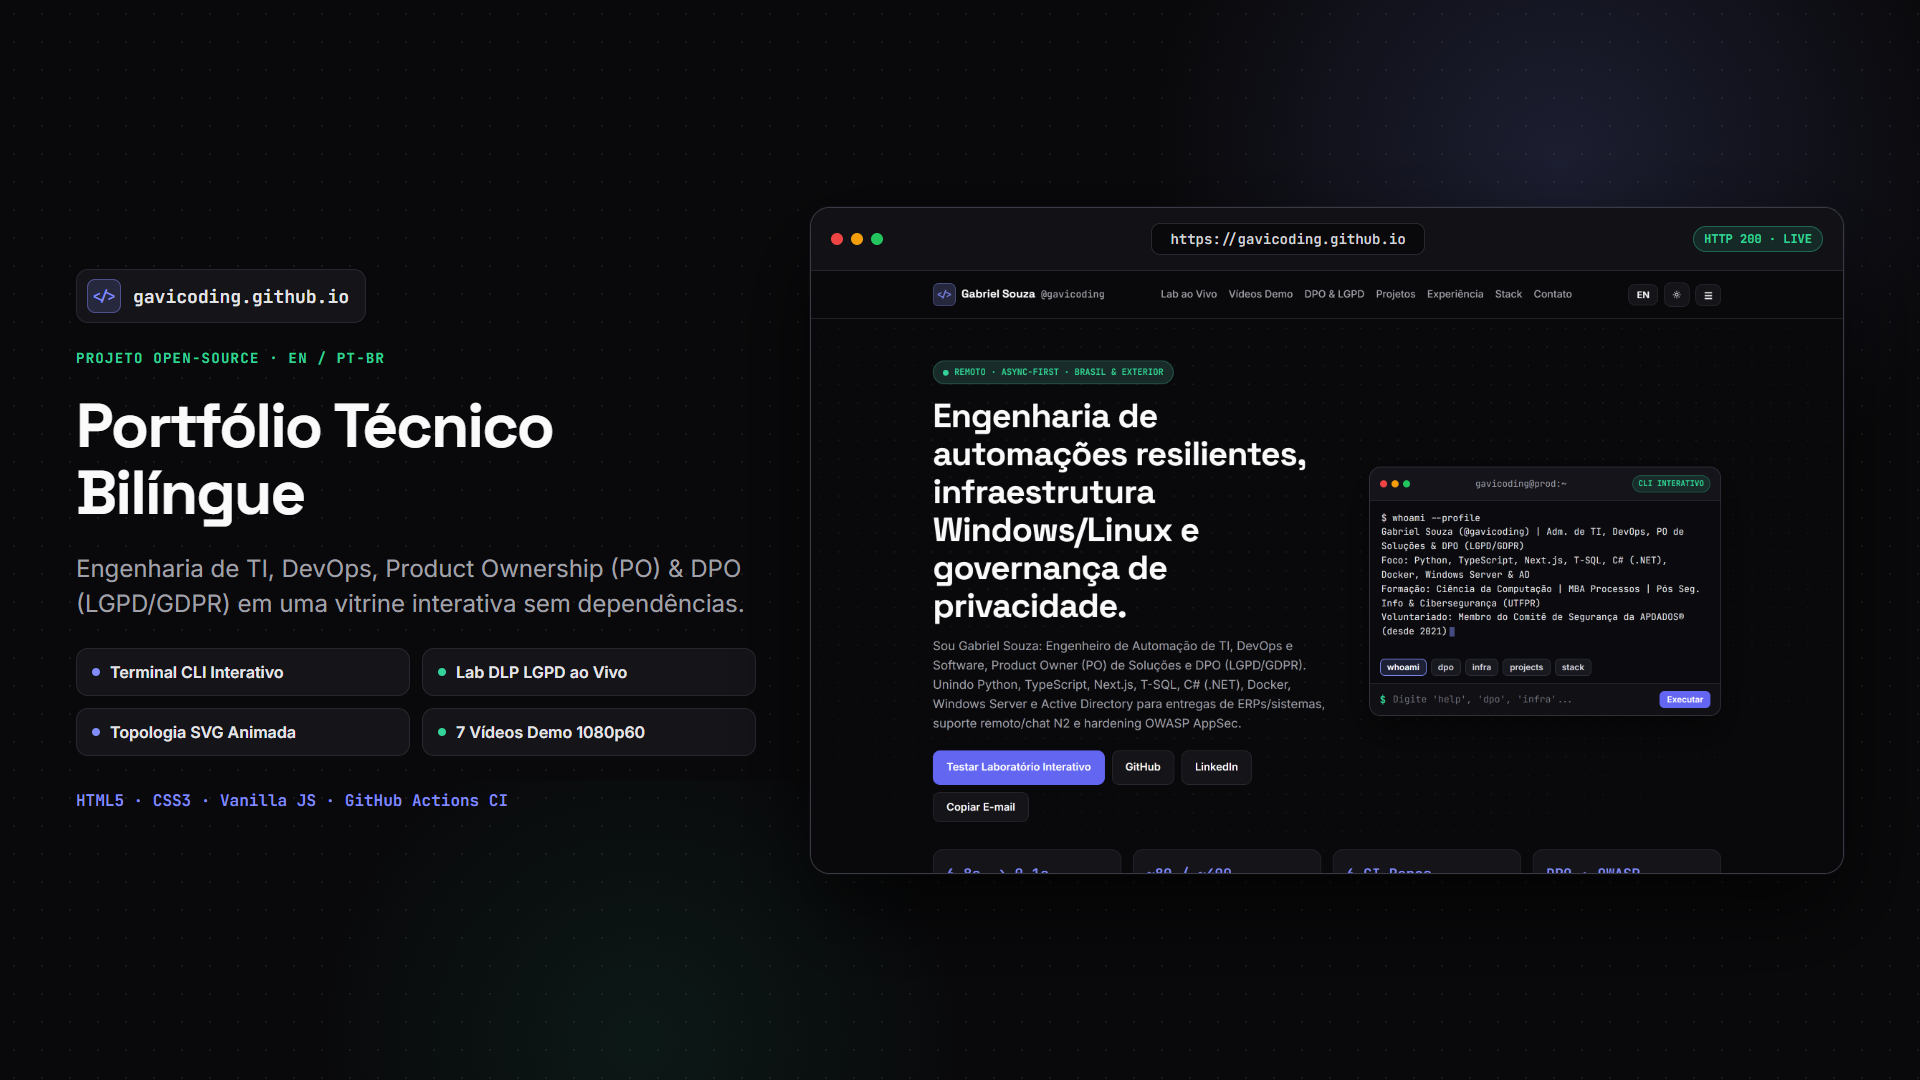 </> gavicoding.github.io
PROJETO OPEN-SOURCE · EN / PT-BR
Portfólio Técnico
Bilíngue
Engenharia de TI, DevOps, Product Ownership (PO) & DPO
(LGPD/GDPR) em uma vitrine interativa sem dependências.
Terminal CLI Interativo
Lab DLP LGPD ao Vivo
Topologia SVG Animada
7 Vídeos Demo 1080p60
HTML5 · CSS3 · Vanilla JS · GitHub Actions CI
https://gavicoding.github.io
HTTP 200 · LIVE
</> Gabriel Souza @gavicoding
Lab ao Vivo Vídeos Demo DPO & LGPD Projetos Experiência Stack Contato
EN
REMOTO · ASYNC-FIRST · BRASIL & EXTERIOR
Engenharia de
automações resilientes,
infraestrutura
Windows/Linux e
governança de
privacidade.
Sou Gabriel Souza: Engenheiro de Automação de TI, DevOps e
Software, Product Owner (PO) de Soluções e DPO (LGPD/GDPR).
Unindo Python, TypeScript, Next.js, T-SQL, C# (.NET), Docker,
Windows Server e Active Directory para entregas de ERPs/sistemas,
suporte remoto/chat N2 e hardening OWASP AppSec.
Testar Laboratório Interativo
GitHub
LinkedIn
Copiar E-mail
gavicoding@prod:~
CLI INTERATIVO
$ whoami --profile
Gabriel Souza (@gavicoding) | Adm. de TI, DevOps, PO de
Soluções & DPO (LGPD/GDPR)
Foco: Python, TypeScript, Next.js, T-SQL, C# (.NET),
Docker, Windows Server & AD
Formação: Ciência da Computação | MBA Processos | Pós Seg.
Info & Cibersegurança (UTFPR)
Voluntariado: Membro do Comitê de Segurança da APDADOS®
(desde 2021)
whoami dpo infra projects stack
$ Digite 'help', 'dpo', 'infra'...
Executar
DPO · OWASP